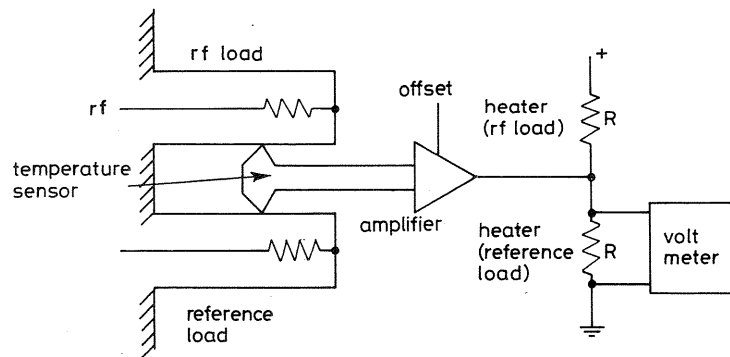 rf load
rf
temperature
sensor
offset
amplifier
reference
load
+
heater
(rf load)
R
heater
(reference
load)
R
volt
meter